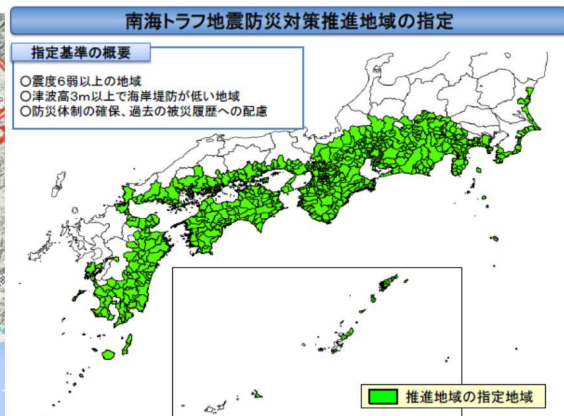 南海トラフ地震防災対策推進地域の指定
指定基準の概要
○震度6弱以上の地域
○津波高3m以上で海岸堤防が低い地域
○防災体制の確保、過去の被災履歴への配慮
推進地域の指定地域